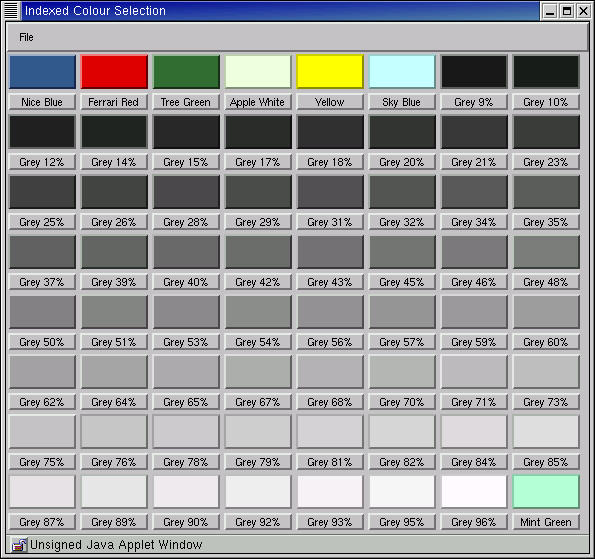 Indexed Colour Selection
File
Nice Blue Ferrari Red Tree Green Apple White Yellow Sky Blue Grey 9% Grey 10%
Grey 12% Grey 14% Grey 15% Grey 17% Grey 18% Grey 20% Grey 21% Grey 23%
Grey 25% Grey 26% Grey 28% Grey 29% Grey 31% Grey 32% Grey 34% Grey 35%
Grey 37% Grey 39% Grey 40% Grey 42% Grey 43% Grey 45% Grey 46% Grey 48%
Grey 50% Grey 51% Grey 53% Grey 54% Grey 56% Grey 57% Grey 59% Grey 60%
Grey 62% Grey 64% Grey 65% Grey 67% Grey 68% Grey 70% Grey 71% Grey 73%
Grey 75% Grey 76% Grey 78% Grey 79% Grey 81% Grey 82% Grey 84% Grey 85%
Grey 87% Grey 89% Grey 90% Grey 92% Grey 93% Grey 95% Grey 96% Mint Green
Unsigned Java Applet Window